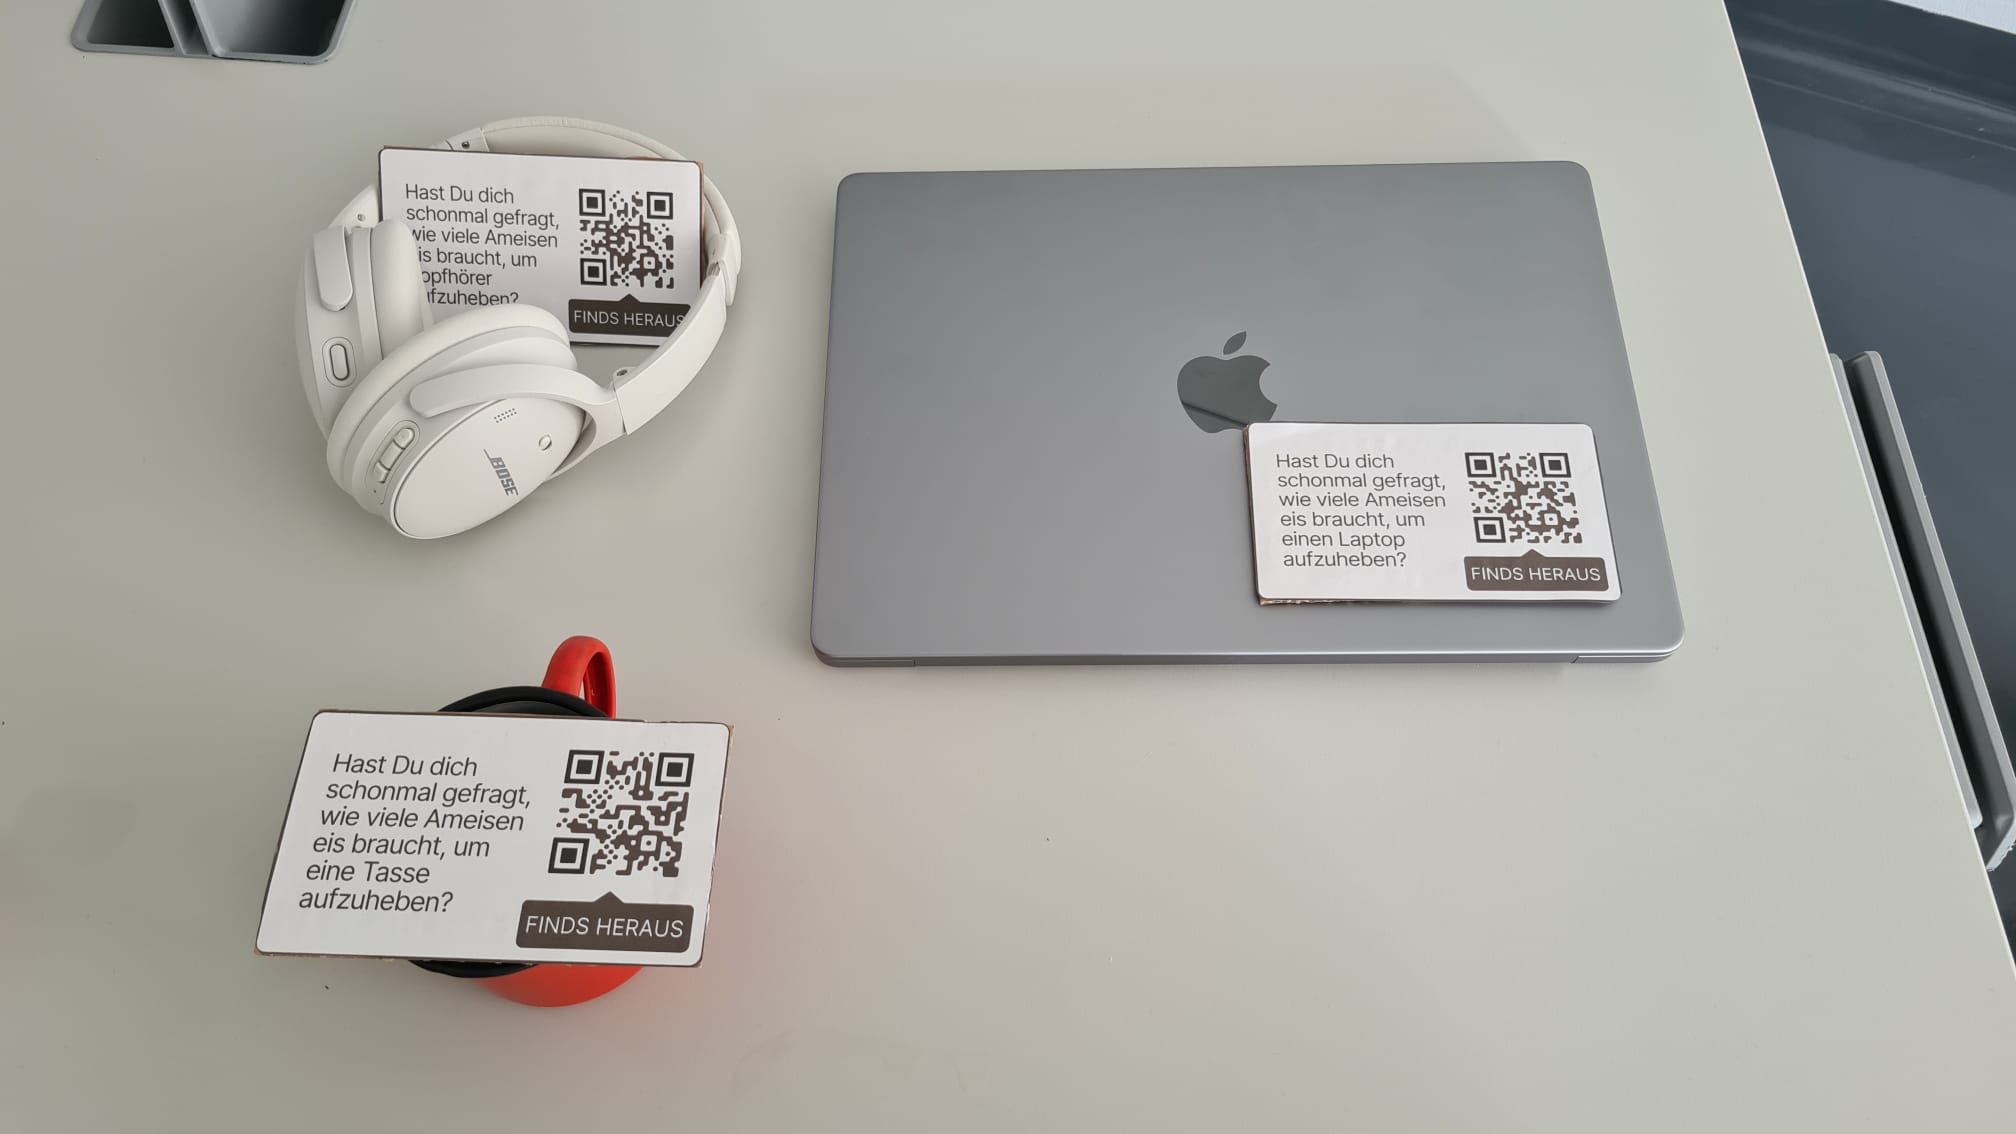 Hast Du dich
schonmal gefragt,
wie viele Ameisen
eis braucht, um
opfhörer
ufzuheben?
FINDS HERAUS
BOSE
Hast Du dich
schonmal gefragt,
wie viele Ameisen
eis braucht, um
einen Laptop
aufzuheben?
FINDS HERAUS
Hast Du dich
schonmal gefragt,
wie viele Ameisen
eis braucht, um
eine Tasse
aufzuheben?
FINDS HERAUS